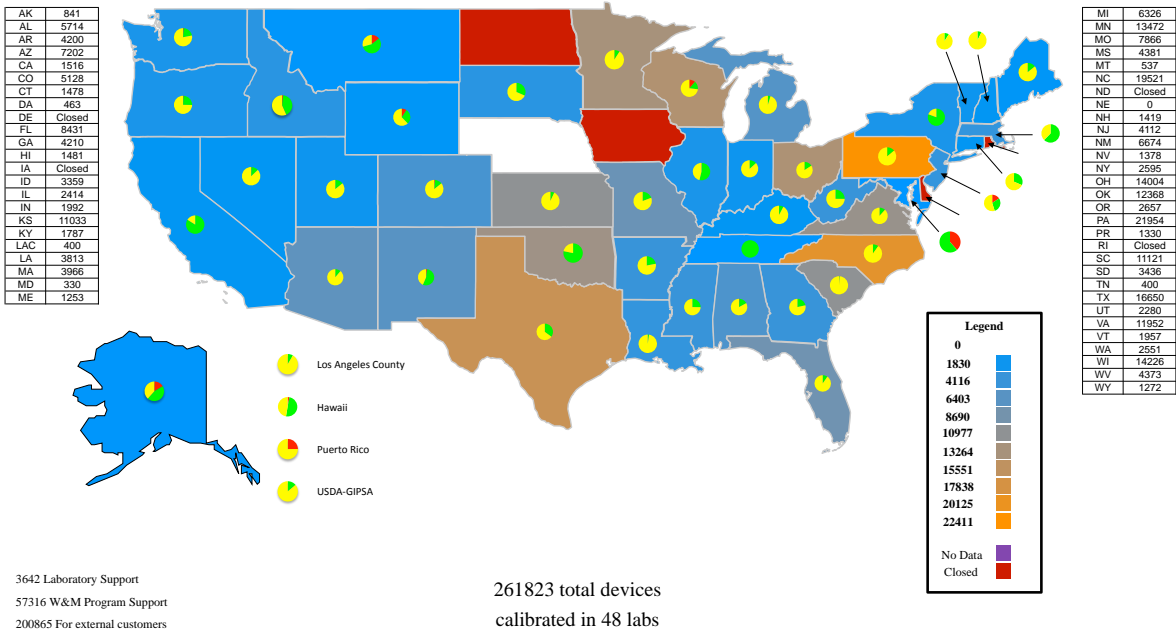 AK 841
AL 5714
AR 4200
AZ 7202
CA 1516
CO 5128
CT 1478
DA 463
DE Closed
FL 8431
GA 4210
HI 1481
IA Closed
ID 3359
IL 2414
IN 1992
KS 11033
KY 1787
LAC 400
LA 3813
MA 3966
MD 330
ME 1253
MI 6326
MN 13472
MO 7866
MS 4381
MT 537
NC 19521
ND Closed
NE 0
NH 1419
NJ 4112
NM 6674
NV 1378
NY 2595
OH 14004
OK 12368
OR 2657
PA 21954
PR 1330
RI Closed
SC 11121
SD 3436
TN 400
TX 16650
UT 2280
VA 11952
VT 1957
WA 2551
WI 14226
WV 4373
WY 1272
Los Angeles County
Hawaii
Puerto Rico
USDA-GIPSA
Legend
0
1830
4116
6403
8690
10977
13264
15551
17838
20125
22411
No Data
Closed
3642 Laboratory Support
57316 W&M Program Support
200865 For external customers
261823 total devices
calibrated in 48 labs